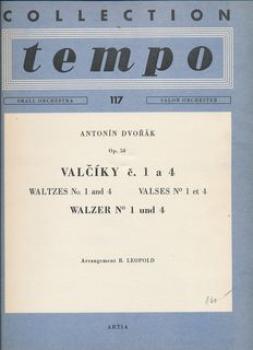 COLLECTION
tempo
SMALL ORCHESTRA 117 SALON ORCHESTER
ANTONÍN DVOŘÁK
Op. 54
VALČÍKY č. 1 a 4
WALTZES No. 1 and 4 VALSES Nº 1 et 4
WALZER Nº 1 und 4
Arrangement B. LEOPOLD
ARTIA